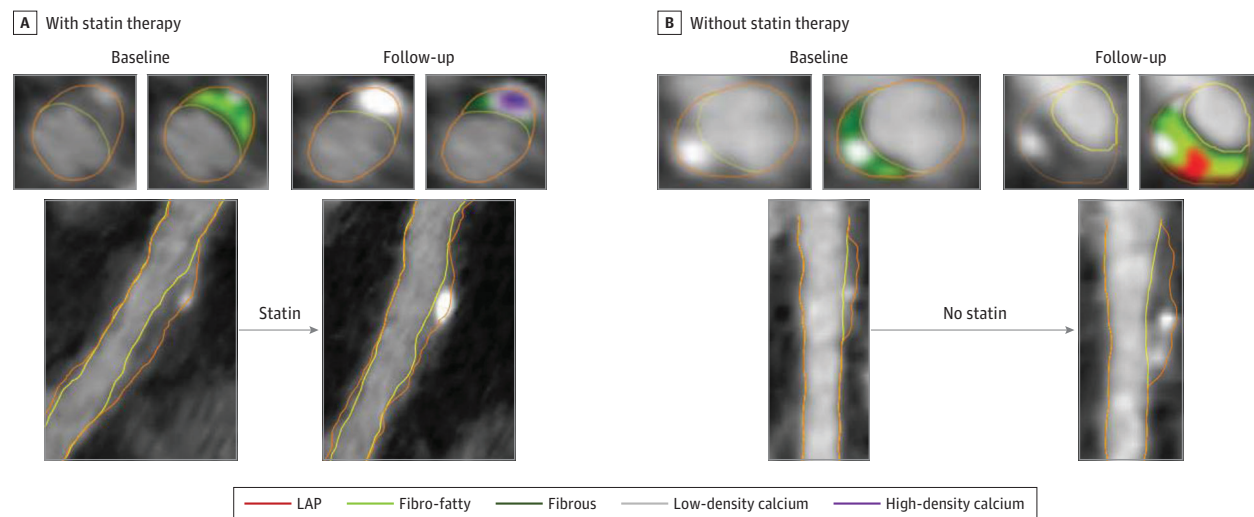 A With statin therapy
Baseline
Follow-up
Statin
B Without statin therapy
Baseline
Follow-up
No statin
LAP Fibro-fatty Fibrous Low-density calcium High-density calcium